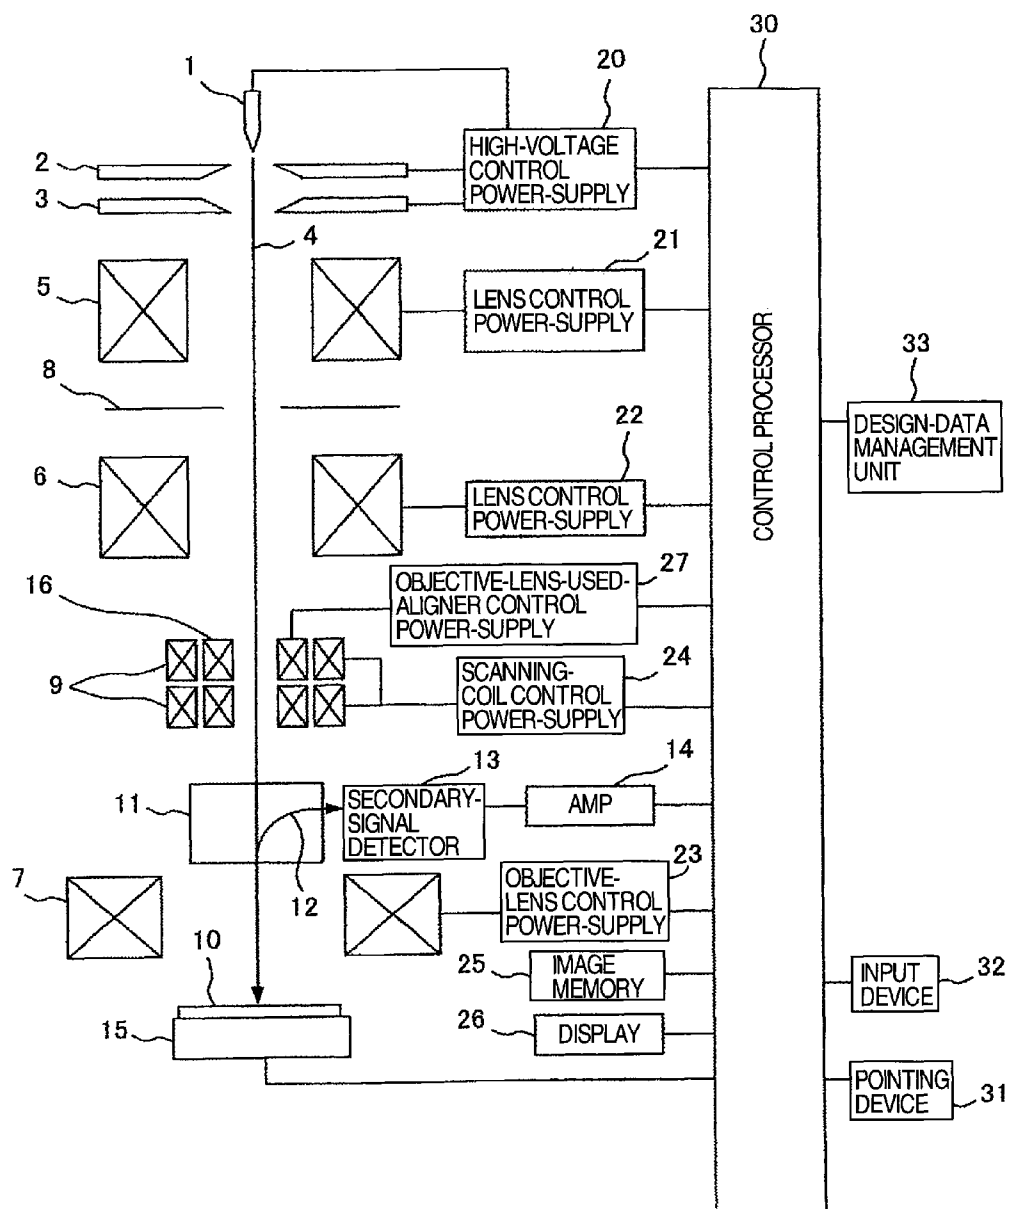 30
1
20
HIGH-VOLTAGE
CONTROL
POWER-SUPPLY
2
3
4
21
5
LENS CONTROL
POWER-SUPPLY
CONTROL PROCESSOR
33
8
DESIGN-DATA
MANAGEMENT
UNIT
22
6
LENS CONTROL
POWER-SUPPLY
27
16
OBJECTIVE-LENS-USED-
ALIGNER CONTROL
POWER-SUPPLY
24
9
SCANNING-
COIL CONTROL
POWER-SUPPLY
13
14
11
SECONDARY-
SIGNAL
DETECTOR
AMP
23
7
12
OBJECTIVE-
LENS CONTROL
POWER-SUPPLY
10
25
IMAGE
MEMORY
INPUT
DEVICE
32
15
26
DISPLAY
POINTING
DEVICE
31